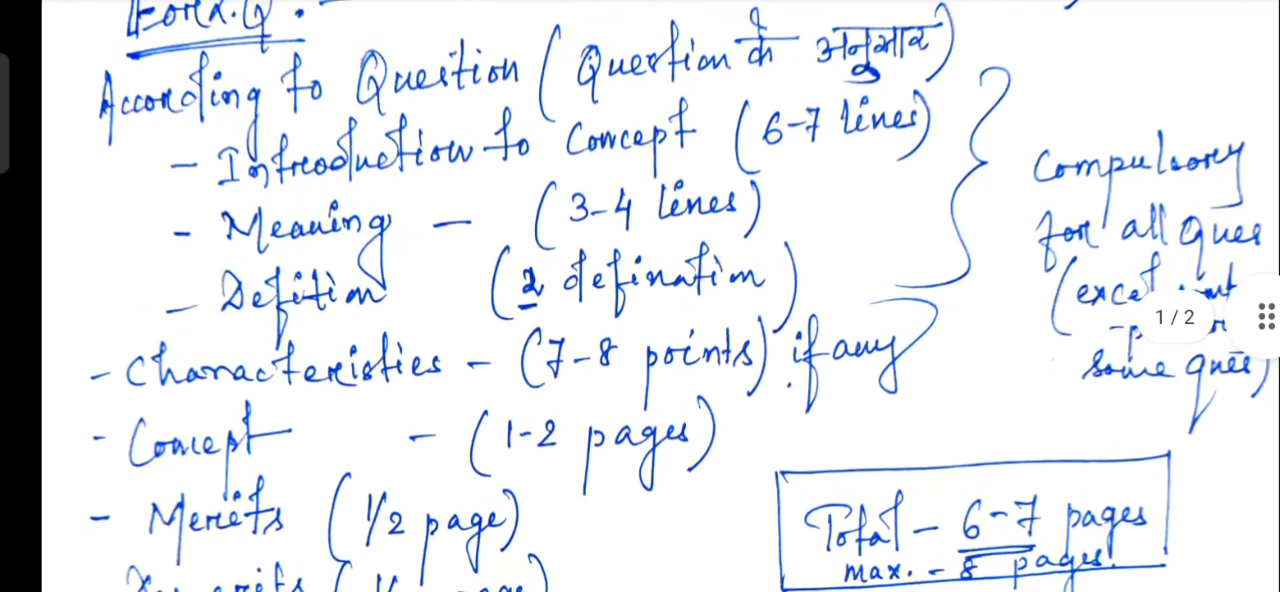 According to Question (Question के अनुसार)
- Introduction to Concept (6-7 lines)
- Meaning - (3-4 lines)
- Defition (2 defination)
- Characteristics - (7-8 points) if any
- Concept - (1-2 pages)
- Merits (1/2 page)
Compulsory
for all ques
(excet
some ques)
1 / 2
Total - 6-7 pages
max. - 8 pages!